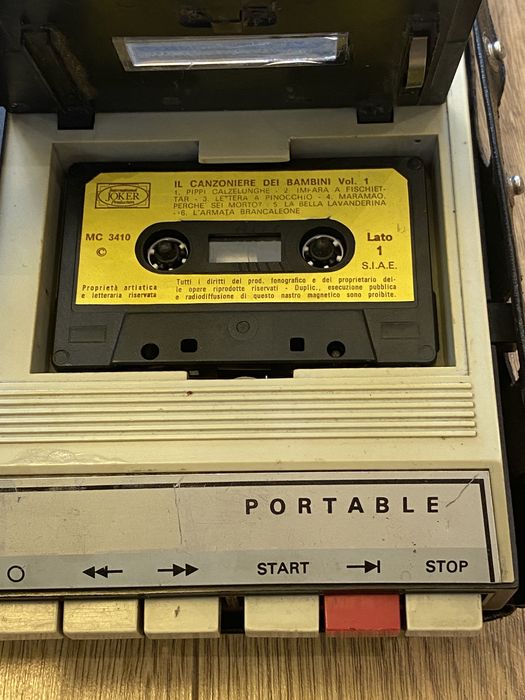 IL CANZONIERE DEI BAMBINI Vol. 1
International
JOKER
Productions
1. PIPPI CALZELUNGHE - 2 IMPARA A FISCHIET-
TAR - 3. LETTERA A PINOCCHIO - 4. MARAMAO,
PERCHE' SEI MORTO? - 5 LA BELLA LAVANDERINA
- 6. L'ARMATA BRANCALEONE
MC 3410
©
Lato
1
S.I.A.E.
Proprietà artistica
e letteraria riservata
Tutti i diritti del prod. fonografico e del proprietario del-
le opere riprodotte riservati - Duplic., esecuzione pubblica
e radiodiffusione di questo nastro magnetico sono proibite.
PORTABLE
START
STOP